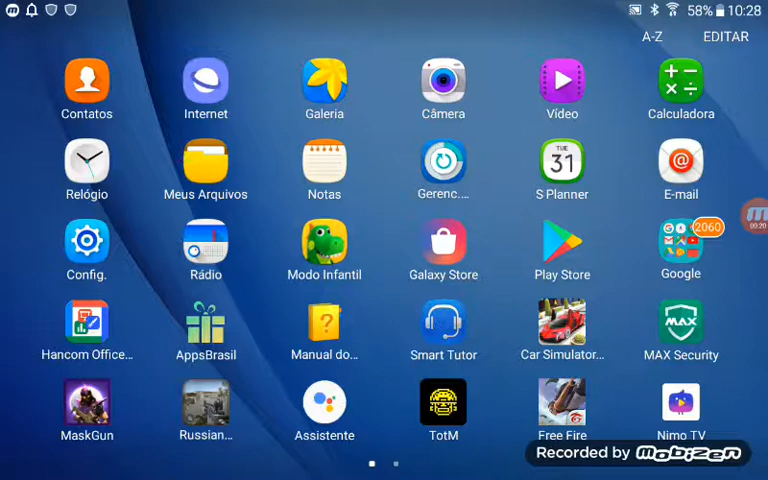 58% 10:28
A-Z EDITAR
Contatos Internet Galeria Câmera Vídeo Calculadora
TUE
31
Relógio Meus Arquivos Notas Gerenc.... S Planner E-mail
2060
00:20
Config. Rádio Modo Infantil Galaxy Store Play Store Google
MAX
Hancom Office... AppsBrasil Manual do... Smart Tutor Car Simulator... MAX Security
MaskGun Russian... Assistente TotM Free Fire Nimo TV
Recorded by mobizen